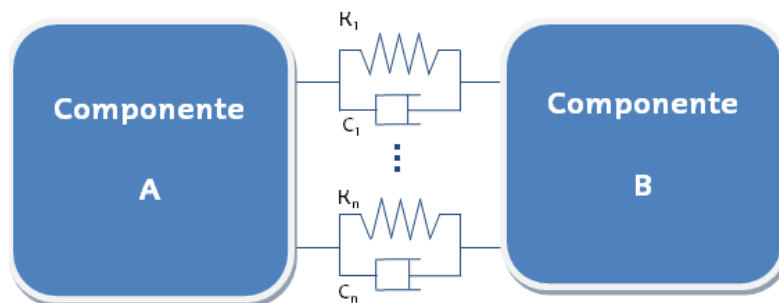 K₁
Componente
A
C₁
Kₙ
Cₙ
Componente
B